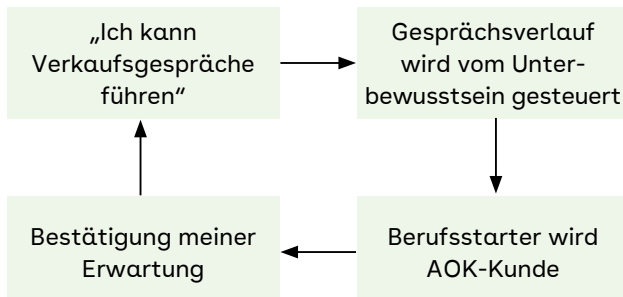 „Ich kann
Verkaufsgespräche
führen“
Gesprächsverlauf
wird vom Unter-
bewusstsein gesteuert
Berufsstarter wird
AOK-Kunde
Bestätigung meiner
Erwartung